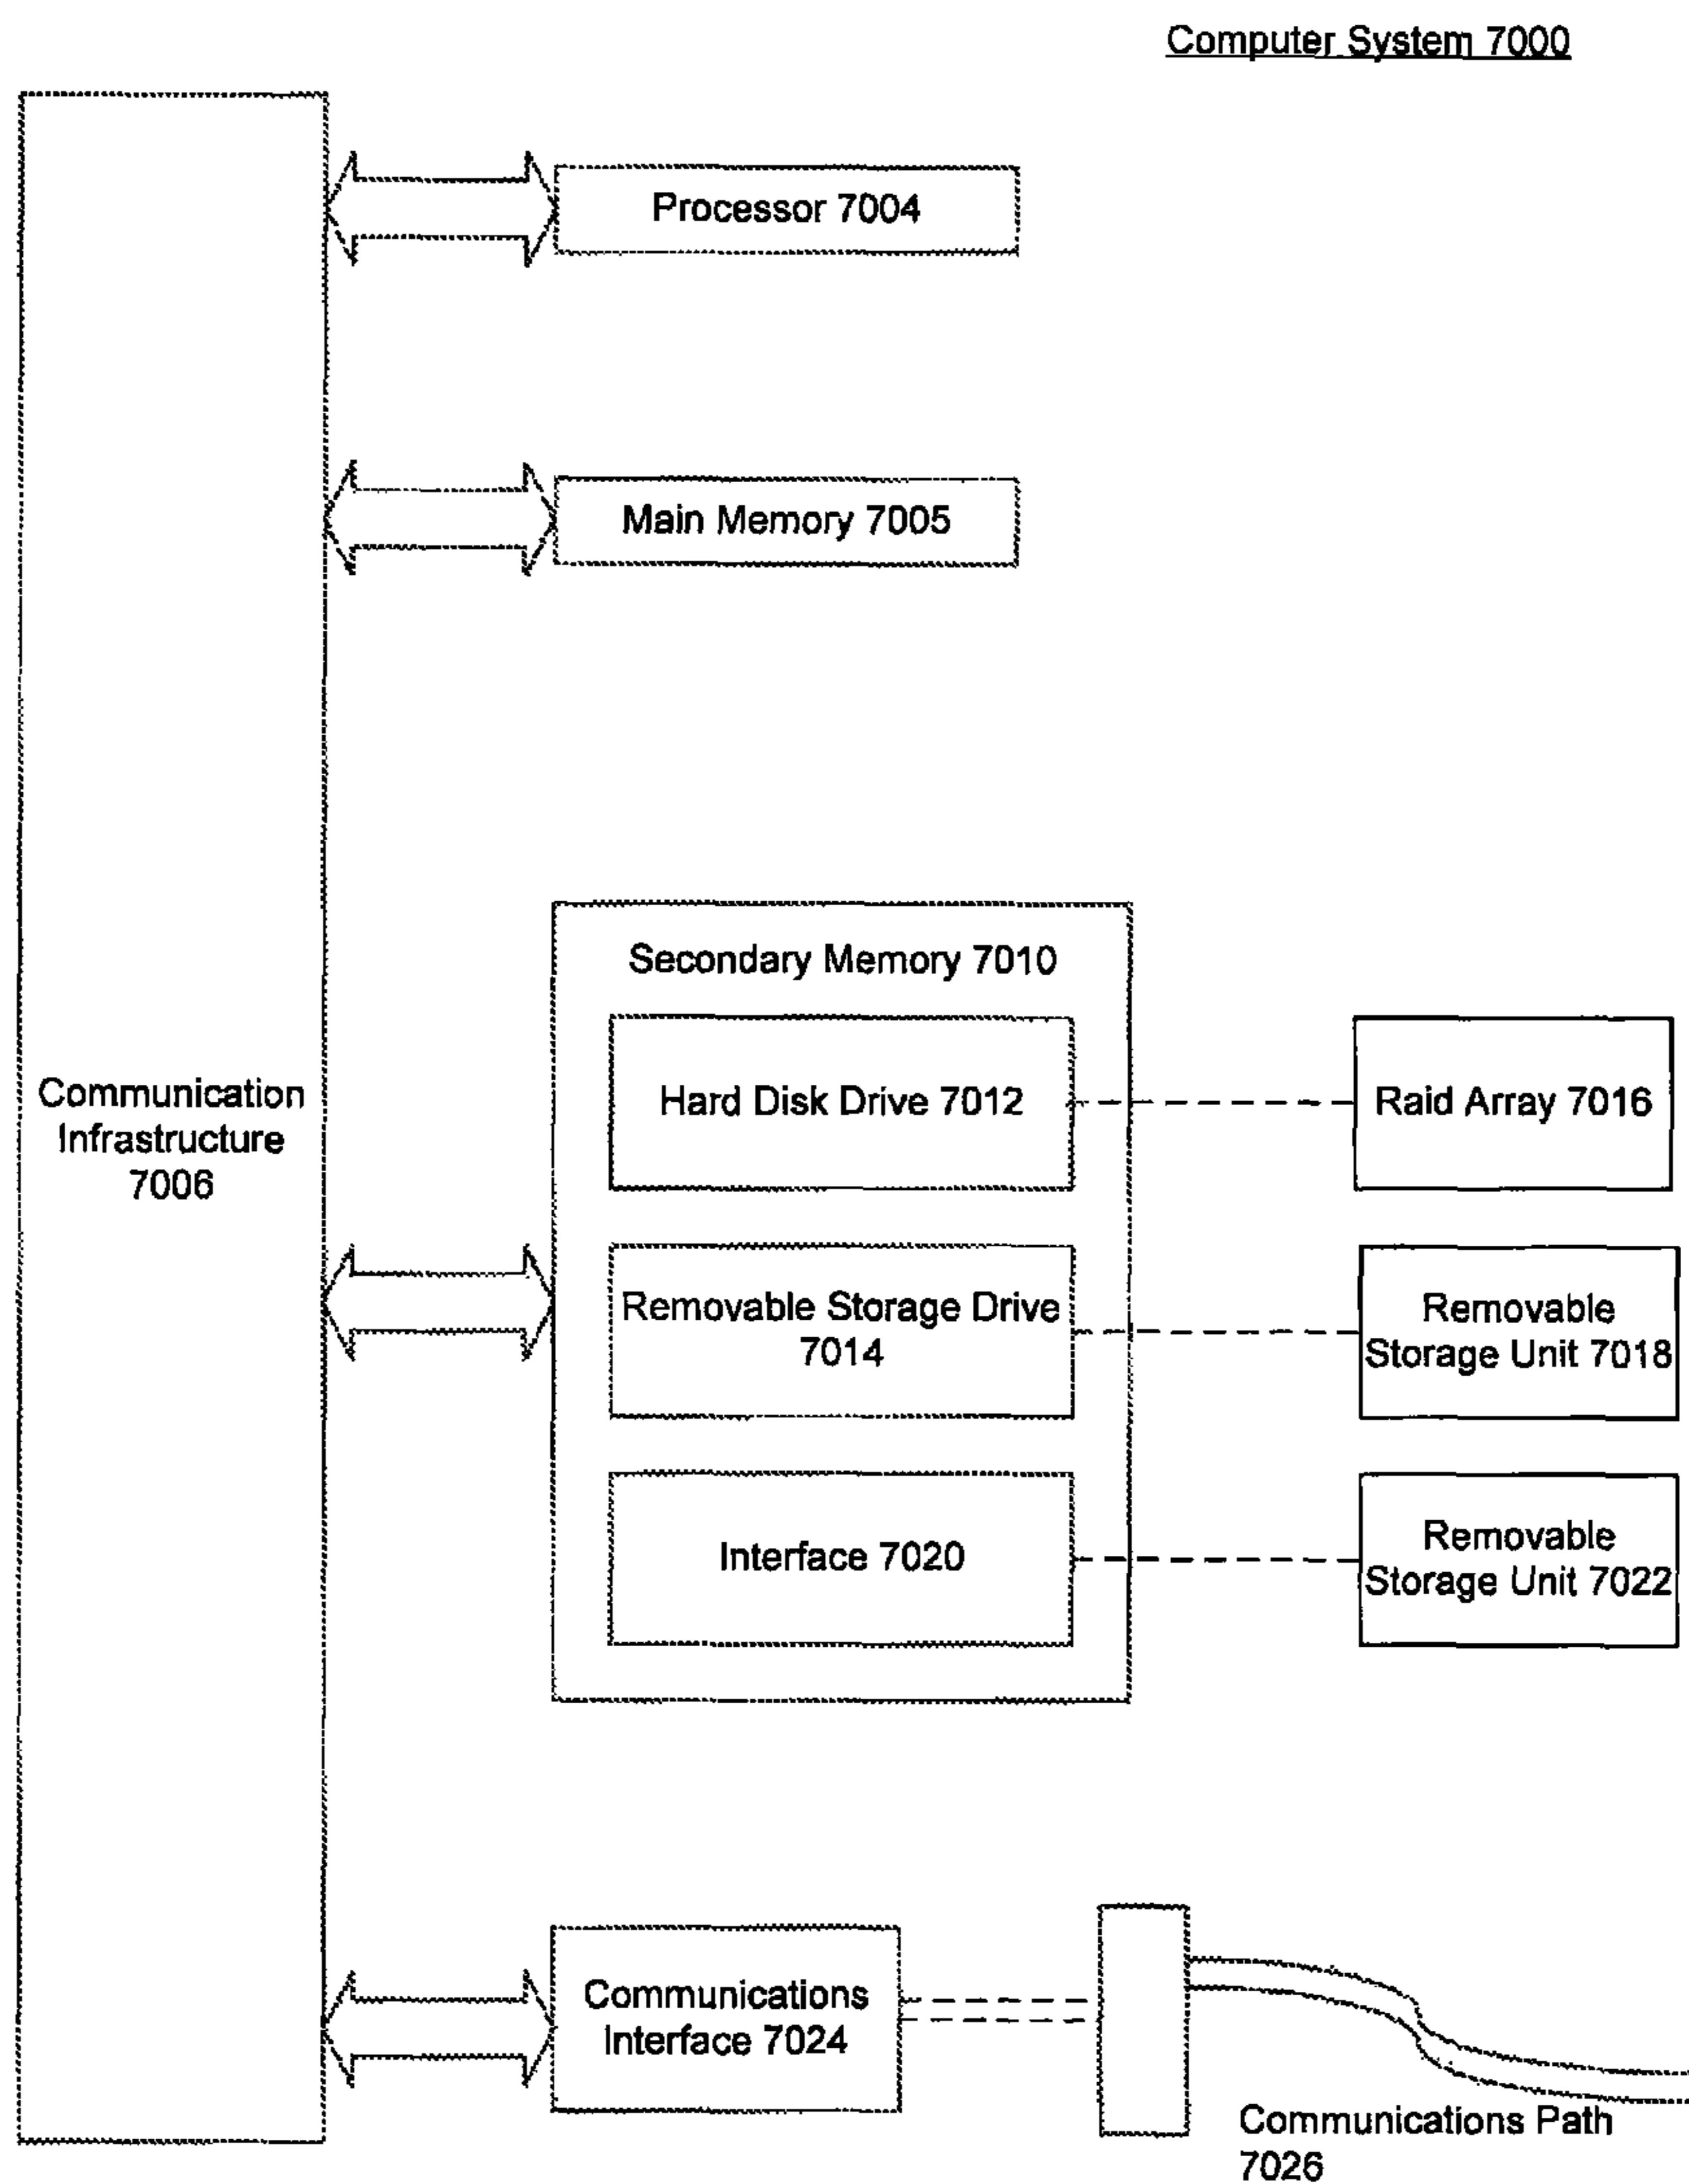 Computer System 7000
Processor 7004
Main Memory 7005
Communication
Infrastructure
7006
Secondary Memory 7010
Hard Disk Drive 7012
Raid Array 7016
Removable Storage Drive
7014
Removable
Storage Unit 7018
Interface 7020
Removable
Storage Unit 7022
Communications
Interface 7024
Communications Path
7026